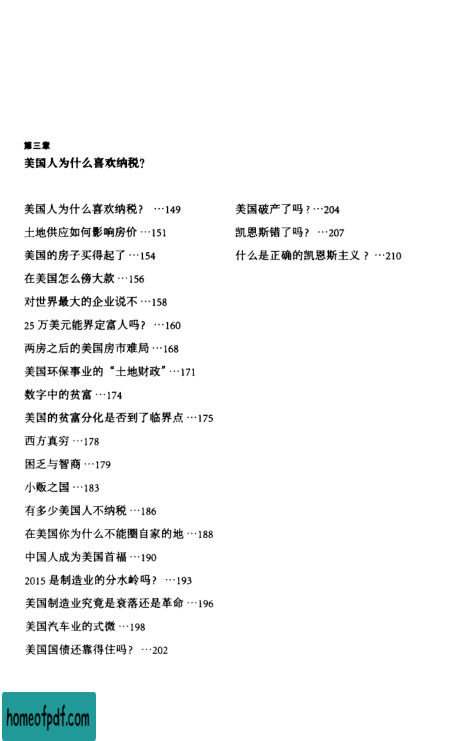 第三章
美国人为什么喜欢纳税?
美国人为什么喜欢纳税? …149
土地供应如何影响房价 …151
美国的房子买得起了 …154
在美国怎么傍大款 …156
对世界最大的企业说不 …158
25 万美元能界定富人吗? …160
两房之后的美国房市难局 …168
美国环保事业的“土地财政” …171
数字中的贫富 …174
美国的贫富分化是否到了临界点 …175
西方真穷 …178
困乏与智商 …179
小贩之国 …183
有多少美国人不纳税 …186
在美国你为什么不能圈自家的地 …188
中国人成为美国首福 …190
2015 是制造业的分水岭吗? …193
美国制造业究竟是衰落还是革命 …196
美国汽车业的式微 …198
美国国债还靠得住吗? …202
美国破产了吗? …204
凯恩斯错了吗? …207
什么是正确的凯恩斯主义? …210
homeofpdf.com